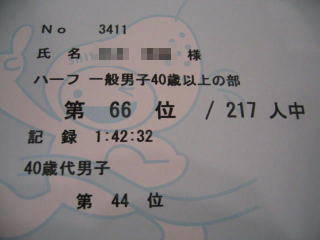 No 3411
氏名 様
ハーフ 一般男子40歳以上の部
第 66 位 / 217 人中
記録 1:42:32
40歳代男子
第 44 位